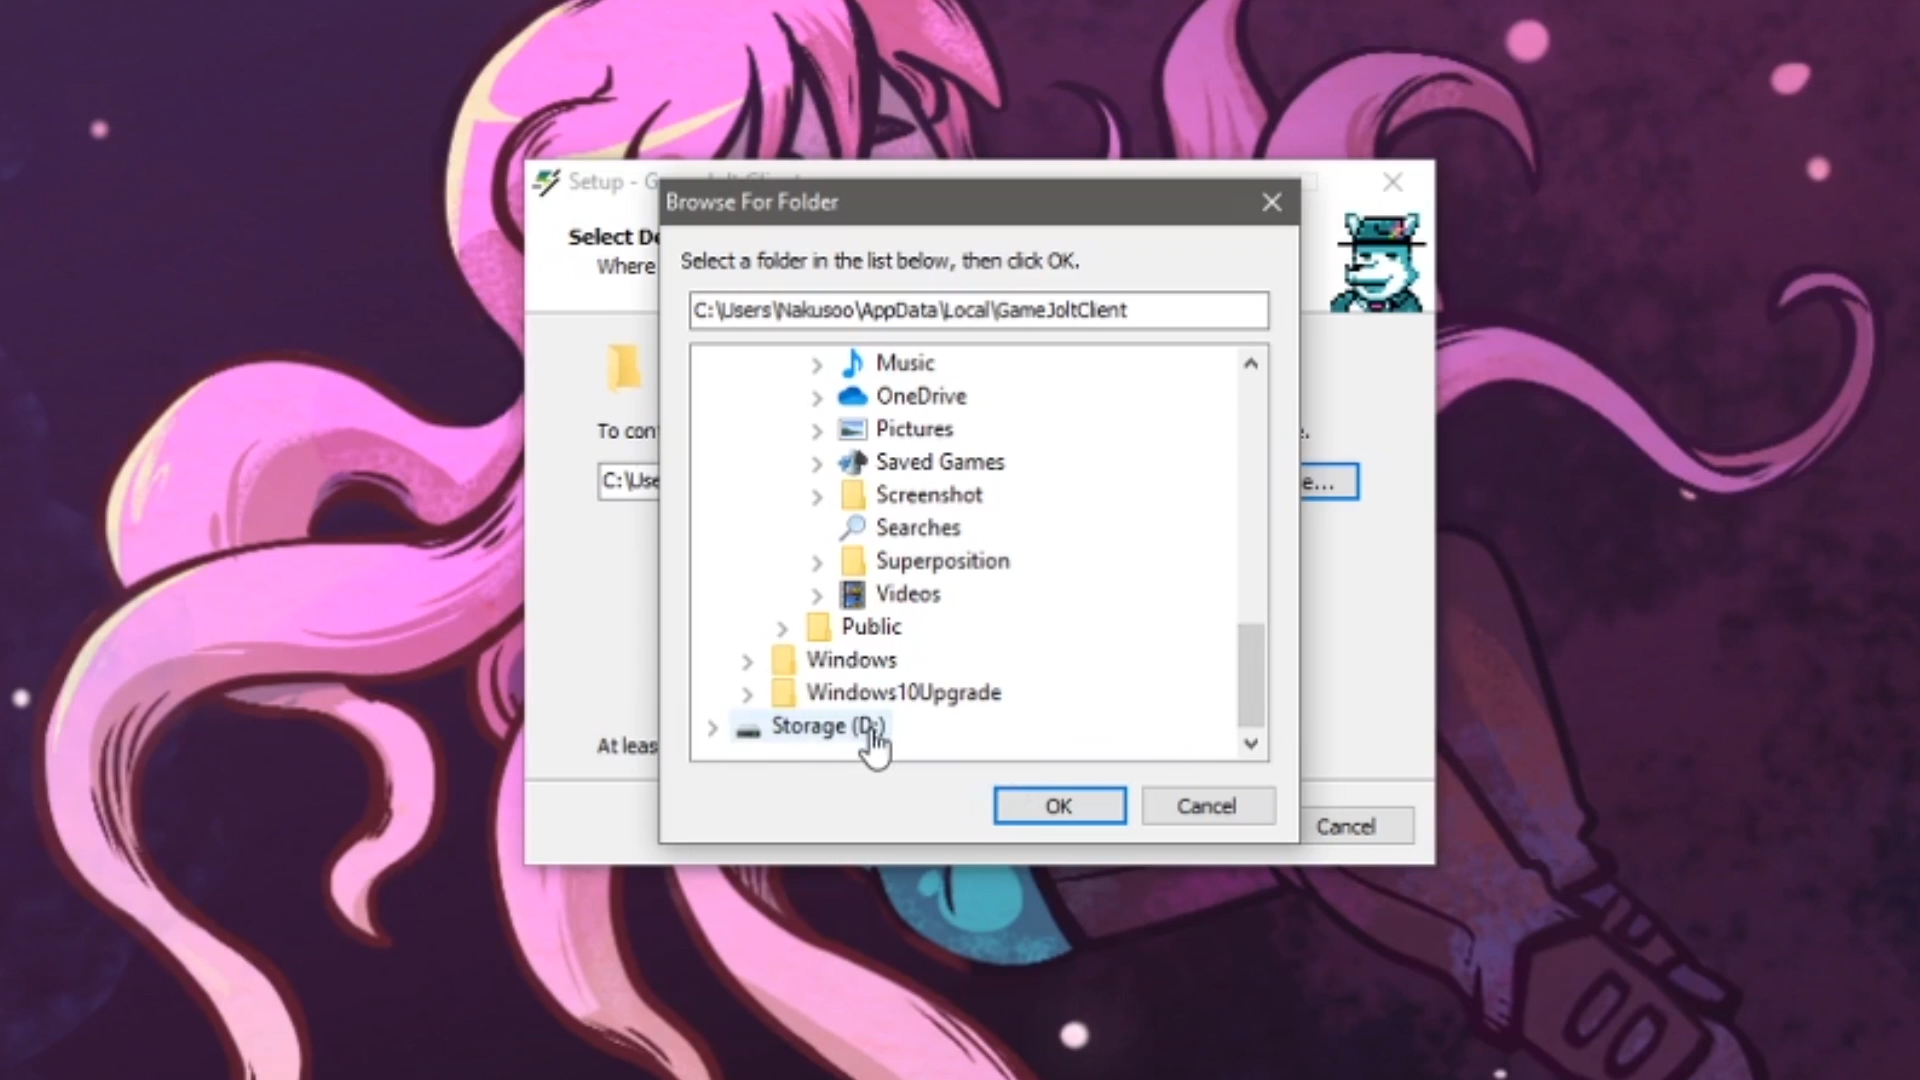 Setup - G
Browse For Folder
Select De
Where
Select a folder in the list below, then click OK.
C:\Users\Nakusoo\AppData\Local\GameJoltClient
Music
OneDrive
Pictures
To con
Saved Games
C:\Use
e...
Screenshot
Searches
Superposition
Videos
Public
Windows
Windows10Upgrade
Storage (D:)
At leas
OK
Cancel
Cancel